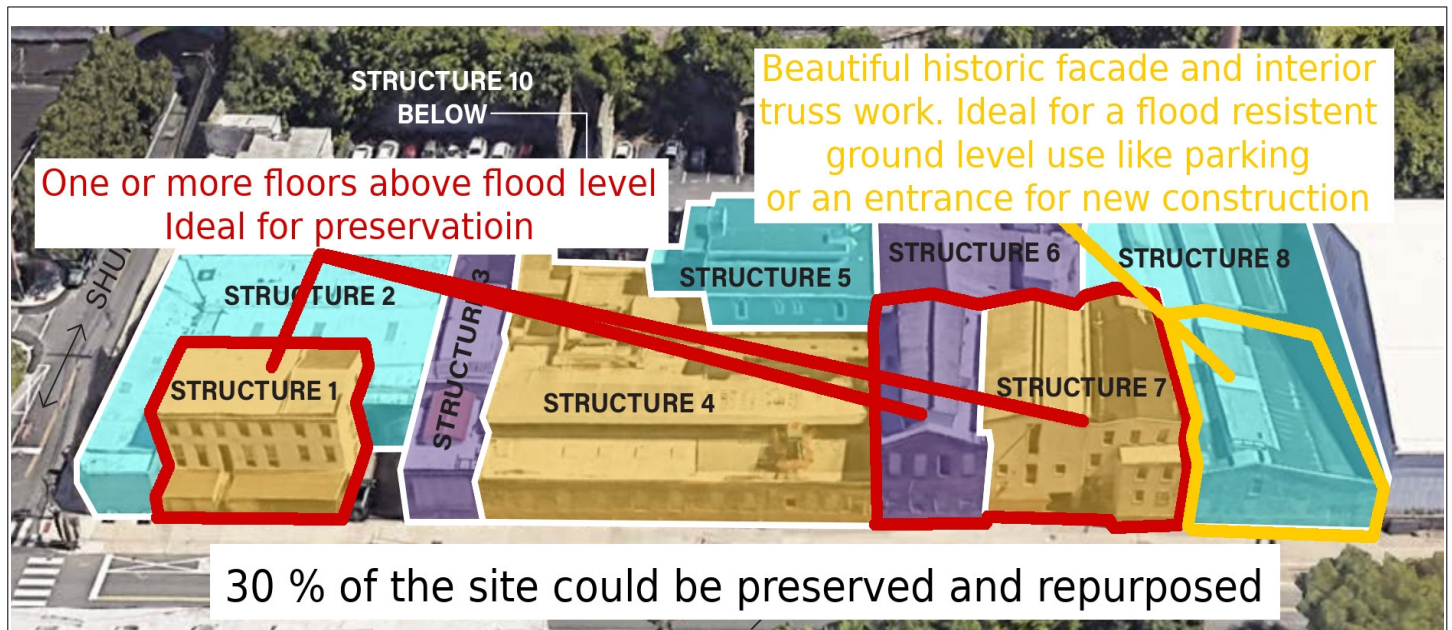 STRUCTURE 10
BELOW
Beautiful historic facade and interior
truss work. Ideal for a flood resistent
ground level use like parking
or an entrance for new construction
One or more floors above flood level
Ideal for preservatioin
STRUCTURE 2
STRUCTURE 3
STRUCTURE 5
STRUCTURE 6
STRUCTURE 8
STRUCTURE 1
STRUCTURE 4
STRUCTURE 7
30 % of the site could be preserved and repurposed